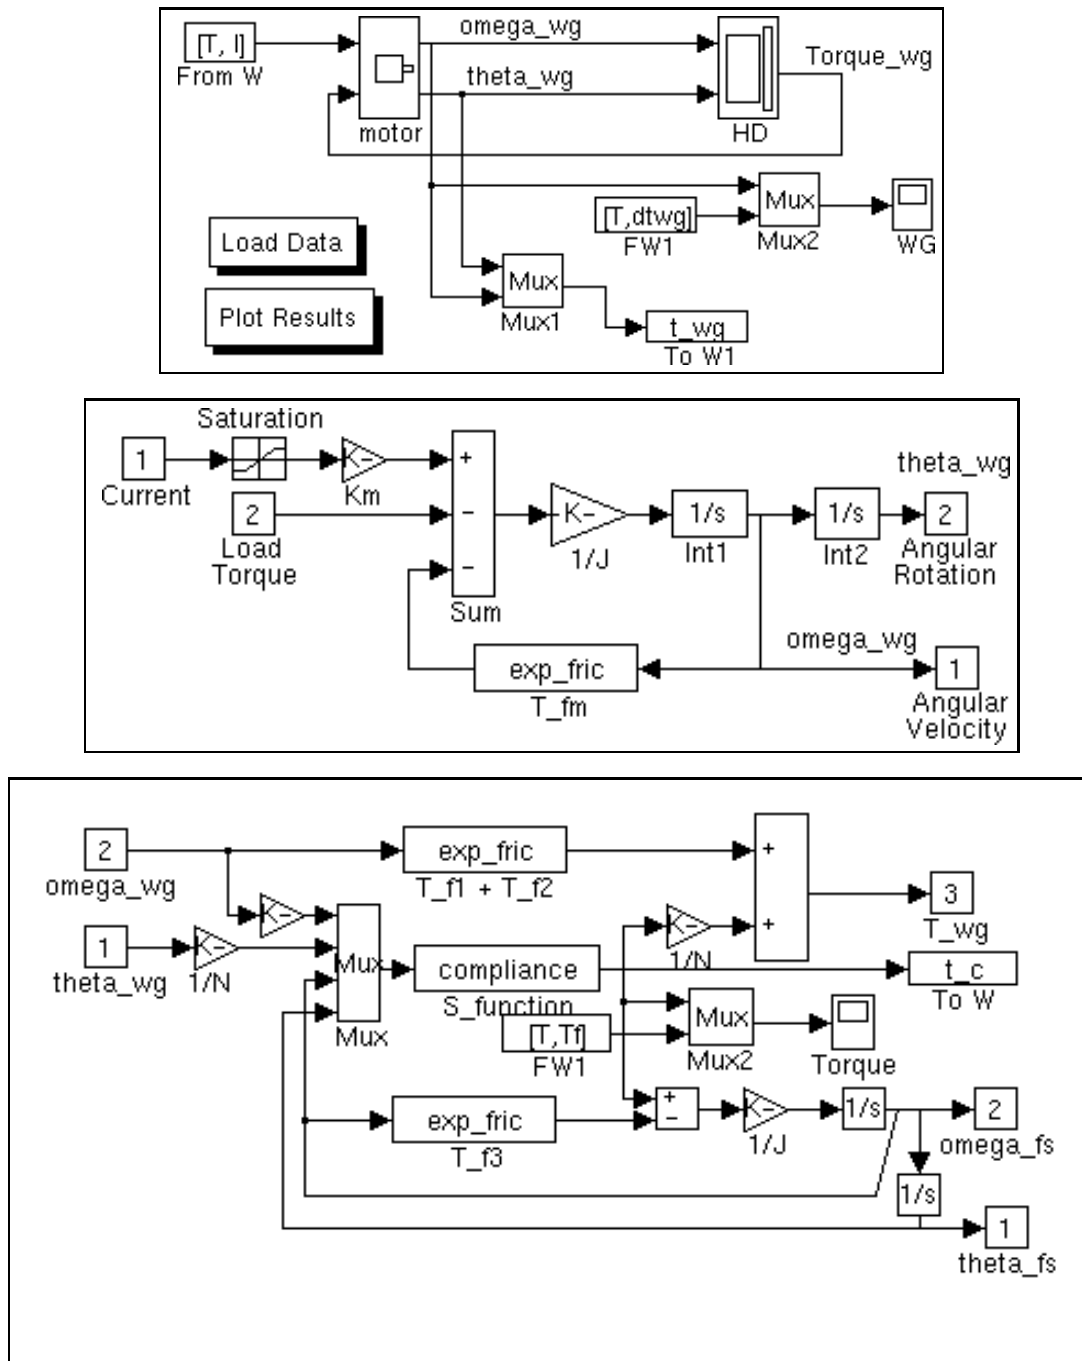 omega_wg
[T, I]
From W
motor
theta_wg
HD
Torque_wg
[T,dtwg]
FW1
Mux
Mux2
WG
Load Data
Plot Results
Mux
Mux1
t_wg
To W1
Saturation
1
Current
K-
Km
2
Load
Torque
+
-
-
Sum
K-
1/J
1/s
Int1
1/s
Int2
theta_wg
2
Angular
Rotation
exp_fric
T_fm
omega_wg
1
Angular
Velocity
2
omega_wg
exp_fric
T_f1 + T_f2
K-
1
theta_wg
K-
1/N
Mux
Mux
compliance
S_function
+
+
K-
1/N
3
T_wg
t_c
To W
[T,Tf]
FW1
Mux
Mux2
Torque
exp_fric
T_f3
+
-
K-
1/J
1/s
2
omega_fs
1/s
1
theta_fs